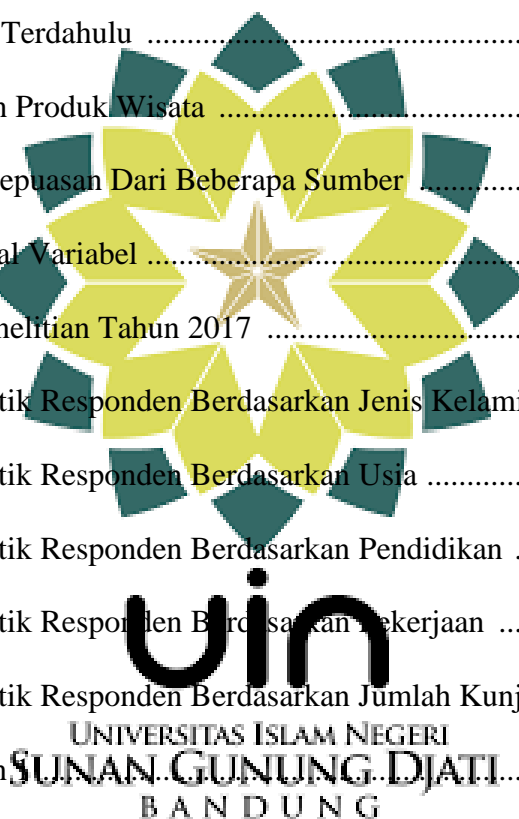 Terdahulu ................................................
n Produk Wisata ................................................
epuasan Dari Beberapa Sumber ................................
al Variabel ................................................
nelitian Tahun 2017 ................................................
tik Responden Berdasarkan Jenis Kelami
tik Responden Berdasarkan Usia ............
tik Responden Berdasarkan Pendidikan .
tik Responden Berdasarkan Pekerjaan ...
tik Responden Berdasarkan Jumlah Kunj
uin
UNIVERSITAS ISLAM NEGERI
SUNAN GUNUNG DJATI
BANDUNG